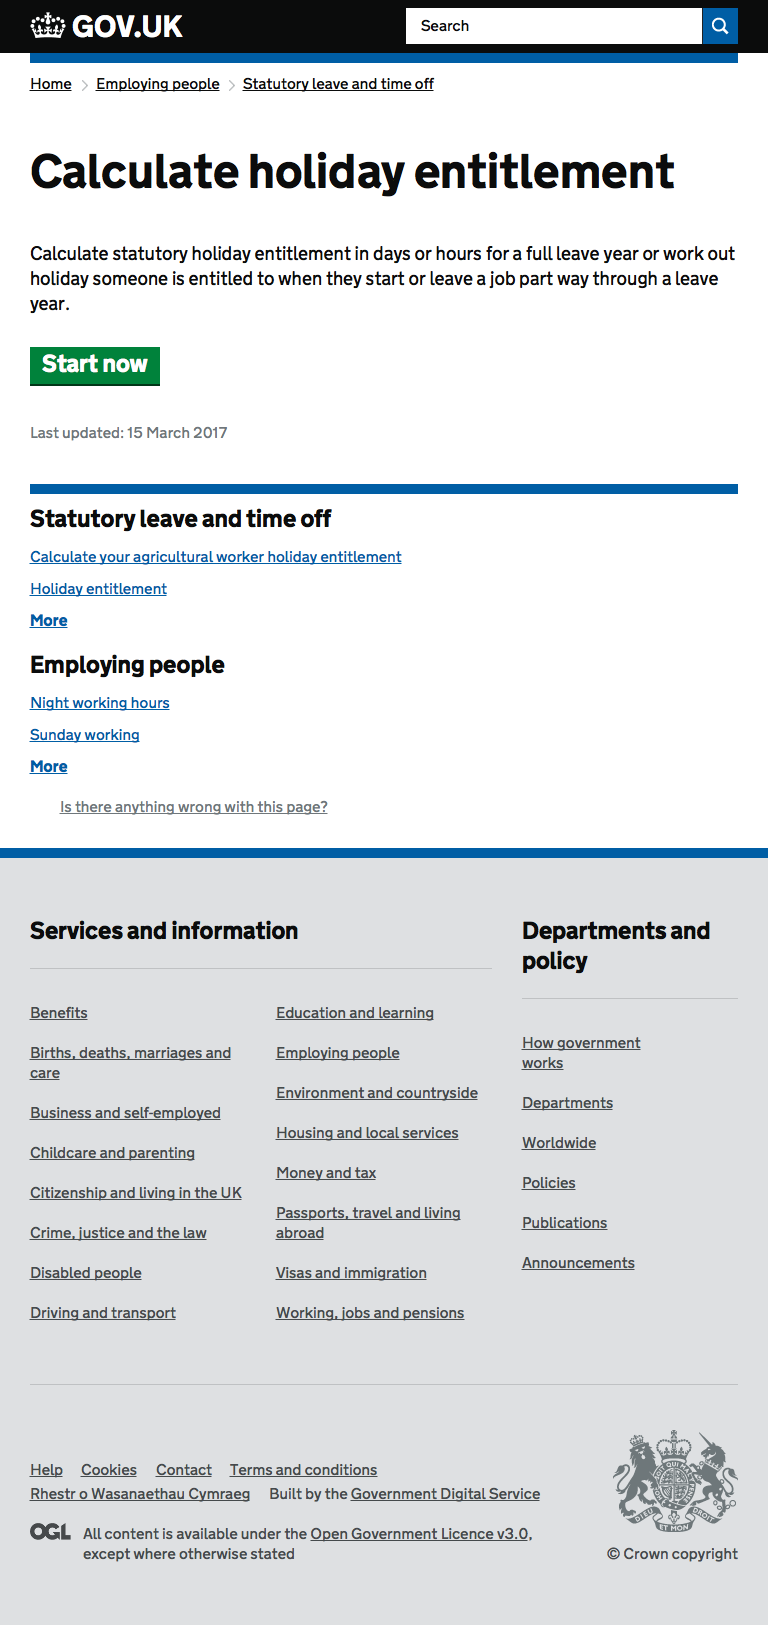 GOV.UK
Search
Home
Employing people
Statutory leave and time off
Calculate holiday entitlement
Calculate statutory holiday entitlement in days or hours for a full leave year or work out
holiday someone is entitled to when they start or leave a job part way through a leave
year.
Start now
Last updated: 15 March 2017
Statutory leave and time off
Calculate your agricultural worker holiday entitlement
Holiday entitlement
More
Employing people
Night working hours
Sunday working
More
Is there anything wrong with this page?
Services and information
Benefits
Births, deaths, marriages and
care
Business and self-employed
Childcare and parenting
Citizenship and living in the UK
Crime, justice and the law
Disabled people
Driving and transport
Education and learning
Employing people
Environment and countryside
Housing and local services
Money and tax
Passports, travel and living
abroad
Visas and immigration
Working, jobs and pensions
Departments and
policy
How government
works
Departments
Worldwide
Policies
Publications
Announcements
Help Cookies Contact Terms and conditions
Rhestr o Wasanaethau Cymraeg Built by the Government Digital Service
OGL
All content is available under the Open Government Licence v3.0,
except where otherwise stated
DIEU ET MON DROIT
© Crown copyright